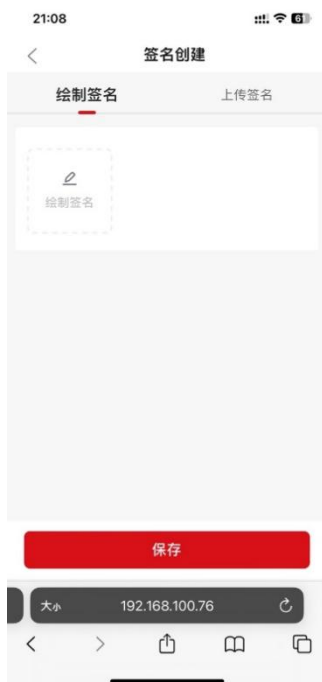 21:08
6
签名创建
绘制签名
上传签名
绘制签名
保存
大小
192.168.100.76